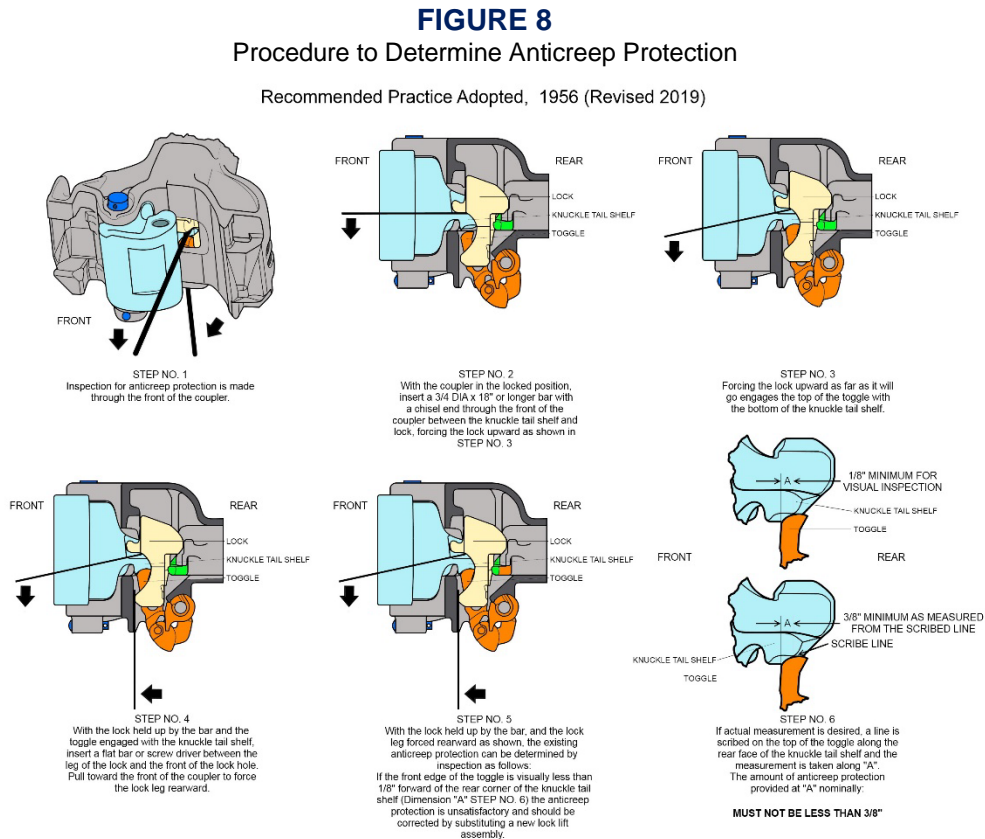 FIGURE 8
Procedure to Determine Anticreep Protection
Recommended Practice Adopted, 1956 (Revised 2019)
FRONT
STEP NO. 1
Inspection for anticreep protection is made
through the front of the coupler.
FRONT
REAR
LOCK
KNUCKLE TAIL SHELF
TOGGLE
STEP NO. 2
With the coupler in the locked position,
insert a 3/4 DIA x 18" or longer bar with
a chisel end through the front of the
coupler between the knuckle tail shelf and
lock, forcing the lock upward as shown in
STEP NO. 3
FRONT
REAR
LOCK
KNUCKLE TAIL SHELF
TOGGLE
STEP NO. 3
Forcing the lock upward as far as it will
go engages the top of the toggle with
the bottom of the knuckle tail shelf.
FRONT
REAR
LOCK
KNUCKLE TAIL SHELF
TOGGLE
STEP NO. 4
With the lock held up by the bar and the
toggle engaged with the knuckle tail shelf,
insert a flat bar or screw driver between the
leg of the lock and the front of the lock hole.
Pull toward the front of the coupler to force
the lock leg rearward.
FRONT
REAR
LOCK
KNUCKLE TAIL SHELF
TOGGLE
STEP NO. 5
With the lock held up by the bar, and the lock
leg forced rearward as shown, the existing
anticreep protection can be determined by
inspection as follows:
If the front edge of the toggle is visually less than
1/8" forward of the rear corner of the knuckle tail
shelf (Dimension "A" STEP NO. 6) the anticreep
protection is unsatisfactory and should be
corrected by substituting a new lock lift
assembly.
A
1/8" MINIMUM FOR
VISUAL INSPECTION
KNUCKLE TAIL SHELF
TOGGLE
FRONT
REAR
A
3/8" MINIMUM AS MEASURED
FROM THE SCRIBED LINE
SCRIBE LINE
KNUCKLE TAIL SHELF
TOGGLE
STEP NO. 6
If actual measurement is desired, a line is
scribed on the top of the toggle along the
rear face of the knuckle tail shelf and the
measurement is taken along "A".
The amount of anticreep protection
provided at "A" nominally:
MUST NOT BE LESS THAN 3/8"